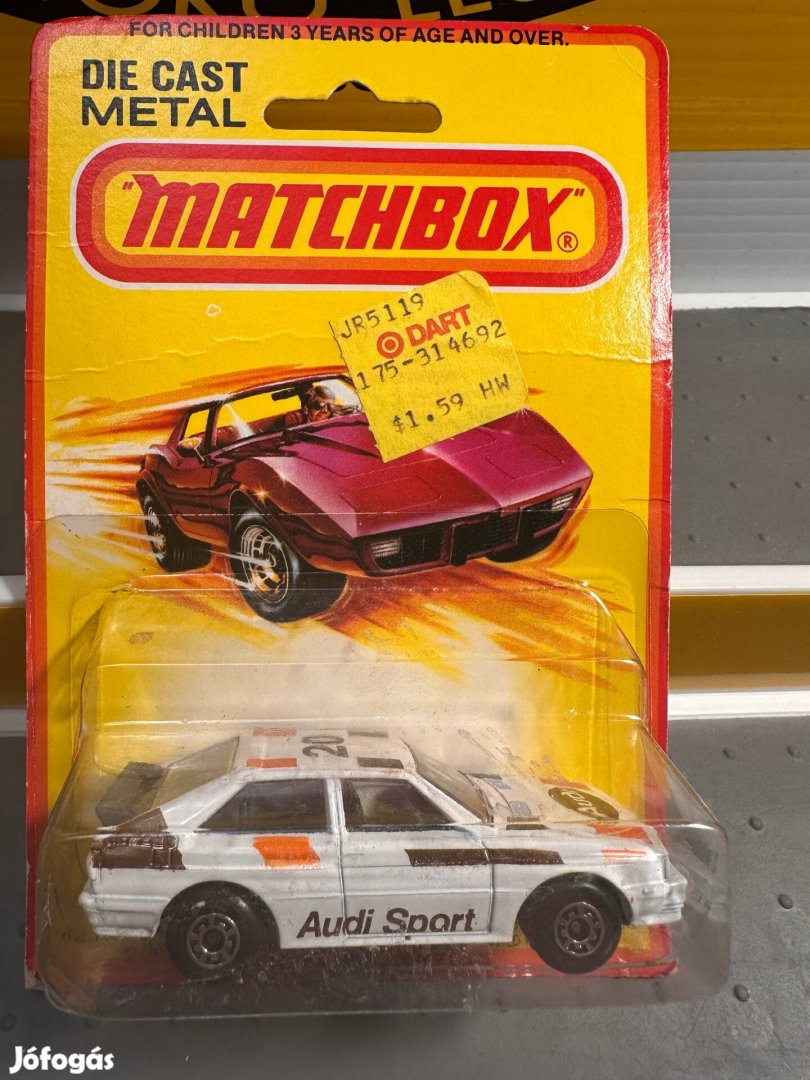 FOR CHILDREN 3 YEARS OF AGE AND OVER.
DIE CAST
METAL
"MATCHBOX"®
JR5119
DART
175-314692
$1.59 HW
20
Audi
Audi Sport
Jófogás